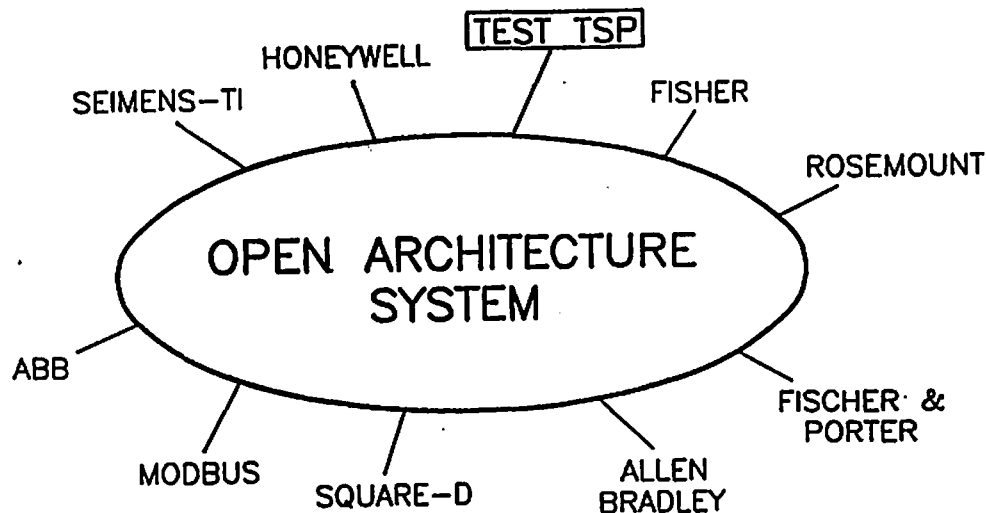 TEST TSP
HONEYWELL
SEIMENS-TI
FISHER
ROSEMOUNT
OPEN ARCHITECTURE
SYSTEM
ABB
FISCHER &
PORTER
MODBUS
SQUARE-D
ALLEN
BRADLEY